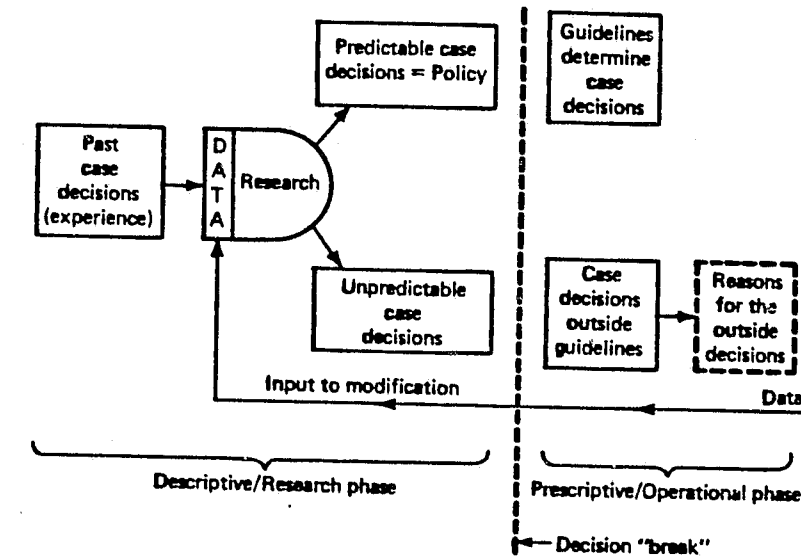 Predictable case
decisions = Policy
Guidelines
determine
case
decisions
Past
case
decisions
(experience)
D
A
T
A
Research
Unpredictable
case
decisions
Case
decisions
outside
guidelines
Reasons
for the
outside
decisions
Input to modification
Data
Descriptive/Research phase
Prescriptive/Operational phase
Decision "break"